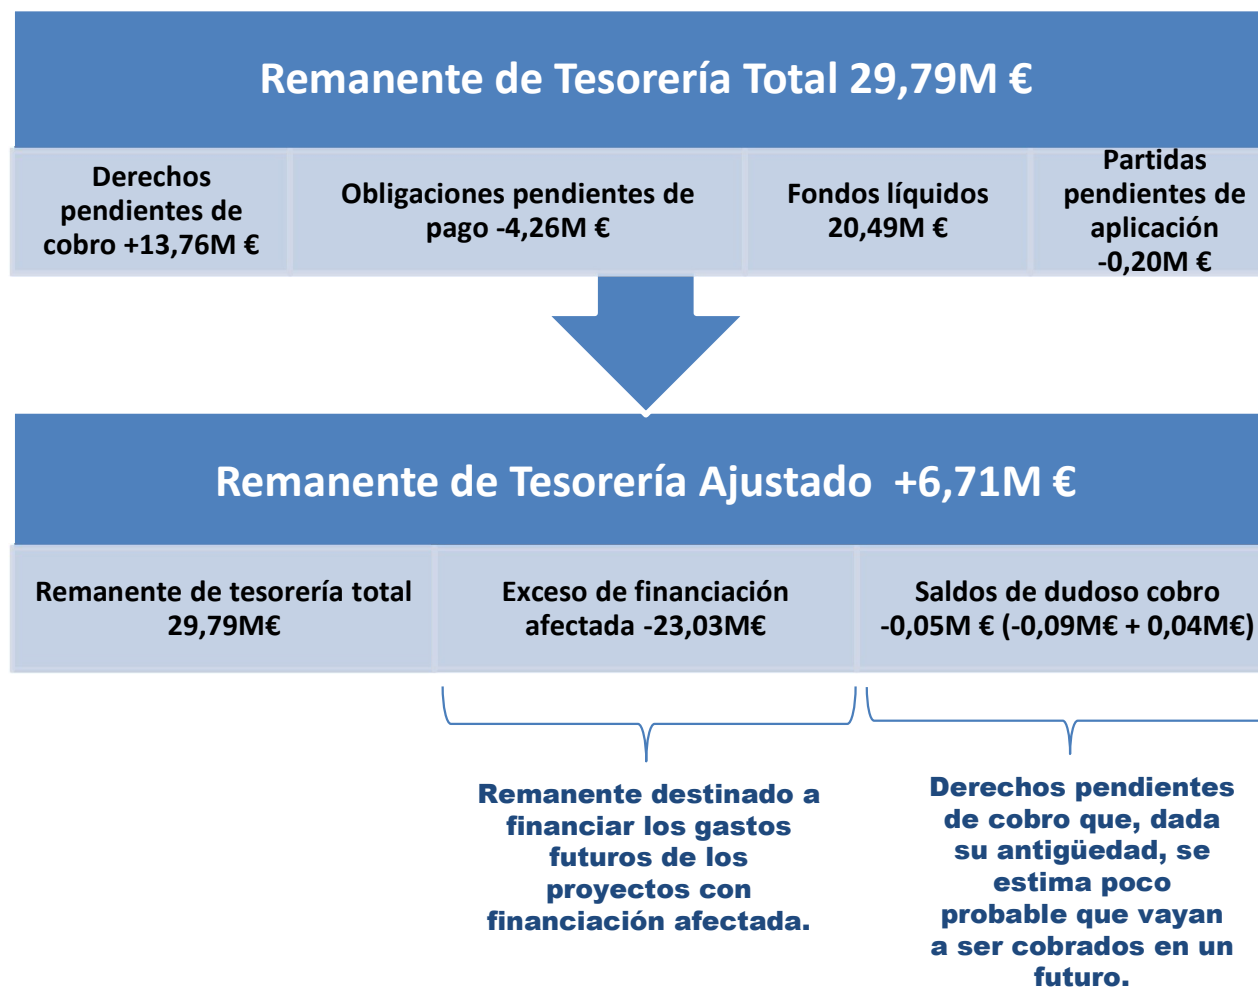 Remanente de Tesorería Total 29,79M €
Derechos
pendientes de
cobro +13,76M €
Obligaciones pendientes de
pago -4,26M €
Fondos líquidos
20,49M €
Partidas
pendientes de
aplicación
-0,20M €
Remanente de Tesorería Ajustado +6,71M €
Remanente de tesorería total
29,79M€
Exceso de financiación
afectada -23,03M€
Saldos de dudoso cobro
-0,05M € (-0,09M€ + 0,04M€)
Remanente destinado a
financiar los gastos
futuros de los
proyectos con
financiación afectada.
Derechos pendientes
de cobro que, dada
su antigüedad, se
estima poco
probable que vayan
a ser cobrados en un
futuro.